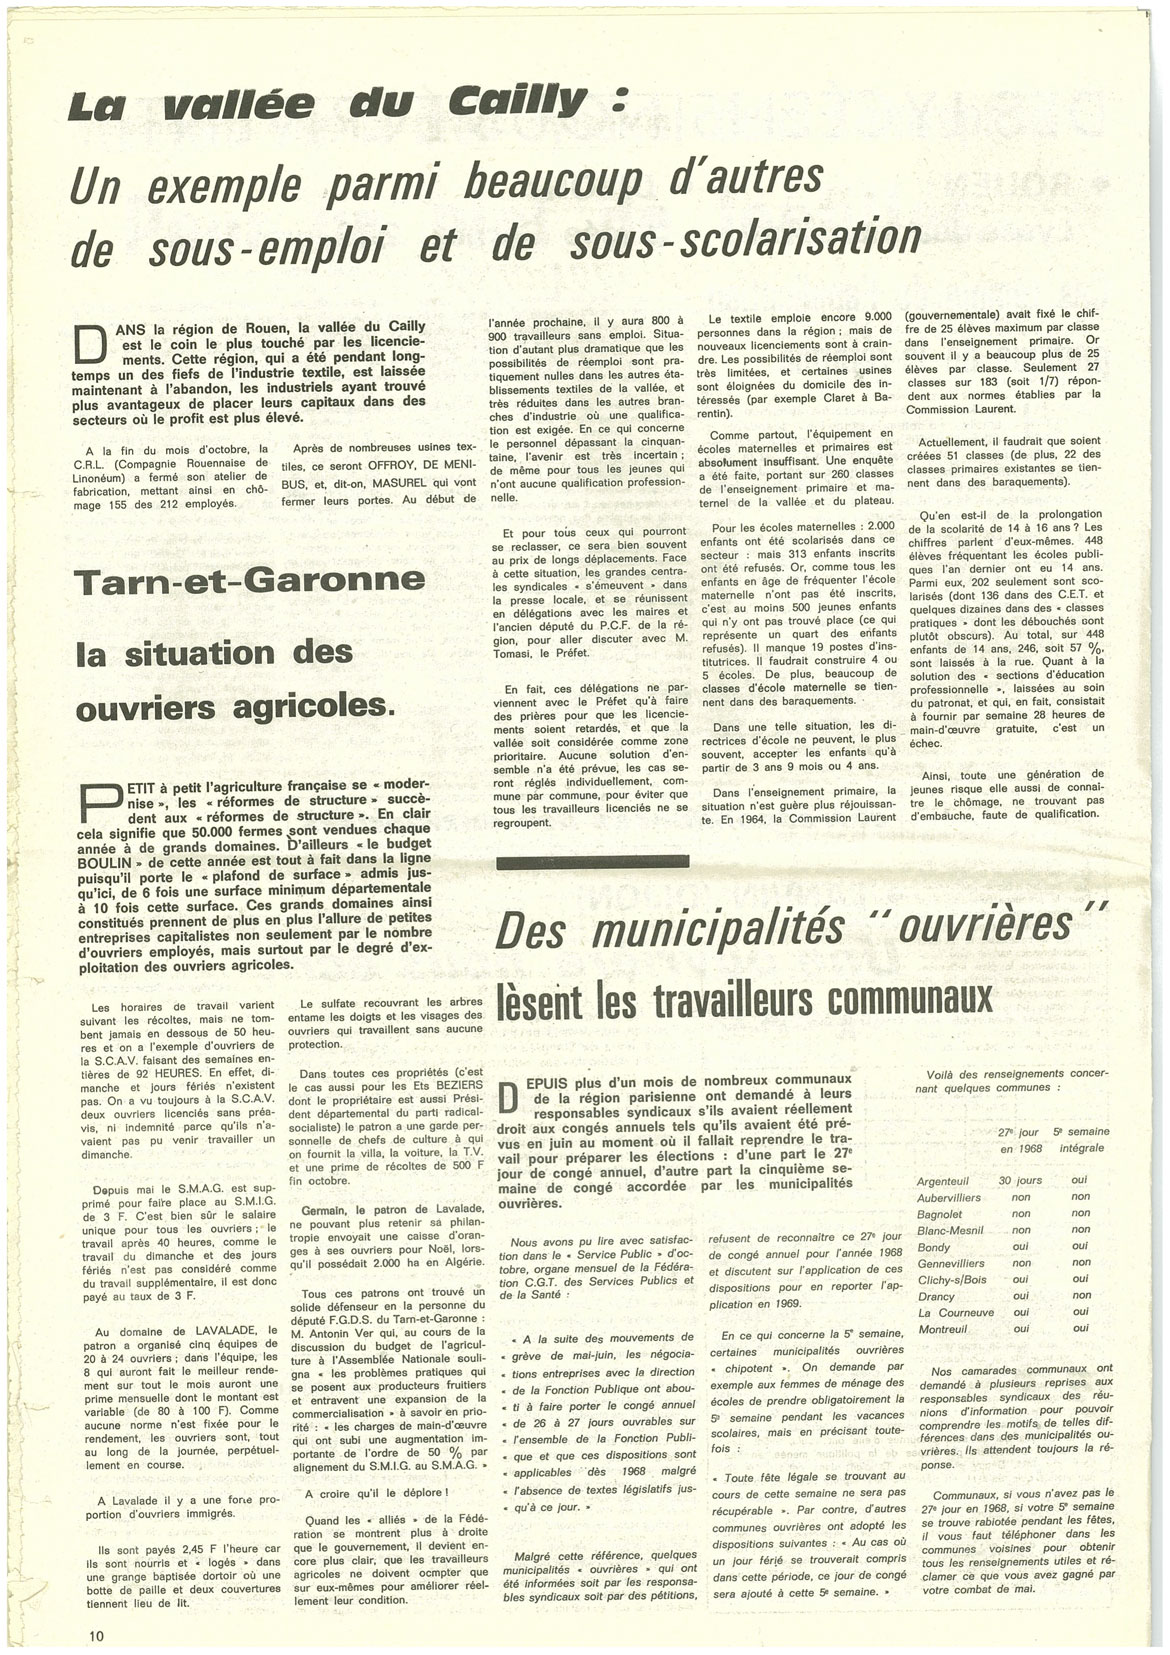 La vallée du Cailly :
Un exemple parmi beaucoup d'autres
de sous-emploi et de sous-scolarisation
DANS la région de Rouen, la vallée du Cailly
est le coin le plus touché par les licencie-
ments. Cette région, qui a été pendant long-
temps un des fiefs de l'industrie textile, est laissée
maintenant à l'abandon, les industriels ayant trouvé
plus avantageux de placer leurs capitaux dans des
secteurs où le profit est plus élevé.
A la fin du mois d'octobre, la
C.R.L. (Compagnie Rouennaise de
Linonéum) a fermé son atelier de
fabrication, mettant ainsi en chô-
mage 155 des 212 employés.
Après de nombreuses usines tex-
tiles, ce seront OFFROY, DE MENI-
BUS, et, dit-on, MASUREL qui vont
fermer leurs portes. Au début de
l'année prochaine, il y aura 800 à
900 travailleurs sans emploi. Situa-
tion d'autant plus dramatique que les
possibilités de réemploi sont pra-
tiquement nulles dans les autres éta-
blissements textiles de la vallée, et
très réduites dans les autres bran-
ches d'industrie où une qualifica-
tion est exigée. En ce qui concerne
le personnel dépassant la cinquan-
taine, l'avenir est très incertain ;
de même pour tous les jeunes qui
n'ont aucune qualification profession-
nelle.
Et pour tous ceux qui pourront
se reclasser, ce sera bien souvent
au prix de longs déplacements. Face
à cette situation, les grandes centra-
les syndicales « s'émeuvent » dans
la presse locale, et se réunissent
en délégations avec les maires et
l'ancien député du P.C.F. de la ré-
gion, pour aller discuter avec M.
Tomasi, le Préfet.
En fait, ces délégations ne par-
viennent avec le Préfet qu'à faire
des prières pour que les licencie-
ments soient retardés, et que la
vallée soit considérée comme zone
prioritaire. Aucune solution d'en-
semble n'a été prévue, les cas se-
ront réglés individuellement, com-
mune par commune, pour éviter que
tous les travailleurs licenciés ne se
regroupent.
Le textile emploie encore 9.000
personnes dans la région ; mais de
nouveaux licenciements sont à crain-
dre. Les possibilités de réemploi sont
très limitées, et certaines usines
sont éloignées du domicile des in-
téressés (par exemple Claret à Ba-
rentin).
Comme partout, l'équipement en
écoles maternelles et primaires est
absolument insuffisant. Une enquête
a été faite, portant sur 260 classes
de l'enseignement primaire et ma-
ternel de la vallée et du plateau.
Pour les écoles maternelles : 2.000
enfants ont été scolarisés dans ce
secteur : mais 313 enfants inscrits
ont été refusés. Or, comme tous les
enfants en âge de fréquenter l'école
maternelle n'ont pas été inscrits,
c'est au moins 500 jeunes enfants
qui n'y ont pas trouvé place (ce qui
représente un quart des enfants
refusés). Il manque 19 postes d'ins-
titutrices. Il faudrait construire 4 ou
5 écoles. De plus, beaucoup de
classes d'école maternelle se tien-
nent dans des baraquements.
Dans une telle situation, les di-
rectrices d'école ne peuvent, le plus
souvent, accepter les enfants qu'à
partir de 3 ans 9 mois ou 4 ans.
Dans l'enseignement primaire, la
situation n'est guère plus réjouissan-
te. En 1964, la Commission Laurent
(gouvernementale) avait fixé le chif-
fre de 25 élèves maximum par classe
dans l'enseignement primaire. Or
souvent il y a beaucoup plus de 25
élèves par classe. Seulement 27
classes sur 183 (soit 1/7) répon-
dent aux normes établies par la
Commission Laurent.
Actuellement, il faudrait que soient
créées 51 classes (de plus, 22 des
classes primaires existantes se tien-
nent dans des baraquements).
Qu'en est-il de la prolongation
de la scolarité de 14 à 16 ans ? Les
chiffres parlent d'eux-mêmes. 448
élèves fréquentant les écoles publi-
ques l'an dernier ont eu 14 ans.
Parmi eux, 202 seulement sont sco-
larisés (dont 136 dans des C.E.T. et
quelques dizaines dans des « classes
pratiques » dont les débouchés sont
plutôt obscurs). Au total, sur 448
enfants de 14 ans, 246, soit 57 %,
sont laissés à la rue. Quant à la
solution des « sections d'éducation
professionnelle », laissées au soin
du patronat, et qui, en fait, consistait
à fournir par semaine 28 heures de
main-d'œuvre gratuite, c'est un
échec.
Ainsi, toute une génération de
jeunes risque elle aussi de connaî-
tre le chômage, ne trouvant pas
d'embauche, faute de qualification.
Tarn-et-Garonne
la situation des
ouvriers agricoles.
PETIT à petit l'agriculture française se « moder-
nise », les « réformes de structure » succè-
dent aux « réformes de structure ». En clair
cela signifie que 50.000 fermes sont vendues chaque
année à de grands domaines. D'ailleurs « le budget
BOULIN » de cette année est tout à fait dans la ligne
puisqu'il porte le « plafond de surface » admis jus-
qu'ici, de 6 fois une surface minimum départementale
à 10 fois cette surface. Ces grands domaines ainsi
constitués prennent de plus en plus l'allure de petites
entreprises capitalistes non seulement par le nombre
d'ouvriers employés, mais surtout par le degré d'ex-
ploitation des ouvriers agricoles.
Les horaires de travail varient
suivant les récoltes, mais ne tom-
bent jamais en dessous de 50 heu-
res et on a l'exemple d'ouvriers de
la S.C.A.V. faisant des semaines en-
tières de 92 HEURES. En effet, di-
manche et jours fériés n'existent
pas. On a vu toujours à la S.C.A.V.
deux ouvriers licenciés sans préa-
vis, ni indemnité parce qu'ils n'a-
vaient pas pu venir travailler un
dimanche.
Depuis mai le S.M.A.G. est sup-
primé pour faire place au S.M.I.G.
de 3 F. C'est bien sûr le salaire
unique pour tous les ouvriers ; le
travail après 40 heures, comme le
travail du dimanche et des jours
fériés n'est pas considéré comme
du travail supplémentaire, il est donc
payé au taux de 3 F.
Au domaine de LAVALADE, le
patron a organisé cinq équipes de
20 à 24 ouvriers ; dans l'équipe, les
8 qui auront fait le meilleur rende-
ment sur tout le mois auront une
prime mensuelle dont le montant est
variable (de 80 à 100 F). Comme
aucune norme n'est fixée pour le
rendement, les ouvriers sont, tout
au long de la journée, perpétuel-
lement en course.
A Lavalade il y a une forte pro-
portion d'ouvriers immigrés.
Ils sont payés 2,45 F l'heure car
ils sont nourris et « logés » dans
une grange baptisée dortoir où une
botte de paille et deux couvertures
tiennent lieu de lit.
Le sulfate recouvrant les arbres
entame les doigts et les visages des
ouvriers qui travaillent sans aucune
protection.
Dans toutes ces propriétés (c'est
le cas aussi pour les Ets BEZIERS
dont le propriétaire est aussi Prési-
dent départemental du parti radical-
socialiste) le patron a une garde per-
sonnelle de chefs de culture à qui
on fournit la villa, la voiture, la T.V.
et une prime de récoltes de 500 F
fin octobre.
Germain, le patron de Lavalade,
ne pouvant plus retenir sa philan-
tropie envoyait une caisse d'oran-
ges à ses ouvriers pour Noël, lors-
qu'il possédait 2.000 ha en Algérie.
Tous ces patrons ont trouvé un
solide défenseur en la personne du
député F.G.D.S. du Tarn-et-Garonne :
M. Antonin Ver qui, au cours de la
discussion du budget de l'agricul-
ture à l'Assemblée Nationale souli-
gna « les problèmes pratiques qui
se posent aux producteurs fruitiers
et entravent une expansion de la
commercialisation » à savoir en prio-
rité : « les charges de main-d'œuvre
qui ont subi une augmentation im-
portante de l'ordre de 50 % par
alignement du S.M.I.G. au S.M.A.G. »
A croire qu'il le déplore !
Quand les « alliés » de la Fédé-
ration se montrent plus à droite
que le gouvernement, il devient en-
core plus clair, que les travailleurs
agricoles ne doivent ocmpter que
sur eux-mêmes pour améliorer réel-
lement leur condition.
Des municipalités “ ouvrières ”
lèsent les travailleurs communaux
DEPUIS plus d'un mois de nombreux communaux
de la région parisienne ont demandé à leurs
responsables syndicaux s'ils avaient réellement
droit aux congés annuels tels qu'ils avaient été pré-
vus en juin au moment où il fallait reprendre le tra-
vail pour préparer les élections : d'une part le 27e
jour de congé annuel, d'autre part la cinquième se-
maine de congé accordée par les municipalités
ouvrières.
Nous avons pu lire avec satisfac-
tion dans le « Service Public » d'oc-
tobre, organe mensuel de la Fédéra-
tion C.G.T. des Services Publics et
de la Santé :
« A la suite des mouvements de
« grève de mai-juin, les négocia-
« tions entreprises avec la direction
« de la Fonction Publique ont abou-
« ti à faire porter le congé annuel
« de 26 à 27 jours ouvrables sur
« l'ensemble de la Fonction Publi-
« que et que ces dispositions sont
« applicables dès 1968 malgré
« l'absence de textes législatifs jus-
« qu'à ce jour. »
Malgré cette référence, quelques
municipalités « ouvrières » qui ont
été informées soit par les responsa-
bles syndicaux soit par des pétitions,
refusent de reconnaître ce 27e jour
de congé annuel pour l'année 1968
et discutent sur l'application de ces
dispositions pour en reporter l'ap-
plication en 1969.
En ce qui concerne la 5e semaine,
certaines municipalités ouvrières
« chipotent ». On demande par
exemple aux femmes de ménage des
écoles de prendre obligatoirement la
5e semaine pendant les vacances
scolaires, mais en précisant toute-
fois :
« Toute fête légale se trouvant au
cours de cette semaine ne sera pas
récupérable ». Par contre, d'autres
communes ouvrières ont adopté les
dispositions suivantes : « Au cas où
un jour férié se trouverait compris
dans cette période, ce jour de congé
sera ajouté à cette 5e semaine. »
Voilà des renseignements concer-
nant quelques communes :
27e jour 5e semaine
en 1968 intégrale
Argenteuil 30 jours oui
Aubervilliers non non
Bagnolet non non
Blanc-Mesnil non non
Bondy oui oui
Gennevilliers non oui
Clichy-s/Bois oui oui
Drancy oui non
La Courneuve oui oui
Montreuil oui oui
Nos camarades communaux ont
demandé à plusieurs reprises aux
responsables syndicaux des réu-
nions d'information pour pouvoir
comprendre les motifs de telles dif-
férences dans des municipalités ou-
vrières. Ils attendent toujours la ré-
ponse.
Communaux, si vous n'avez pas le
27e jour en 1968, si votre 5e semaine
se trouve rabiotée pendant les fêtes,
il vous faut téléphoner dans les
communes voisines pour obtenir
tous les renseignements utiles et ré-
clamer ce que vous avez gagné par
votre combat de mai.
10